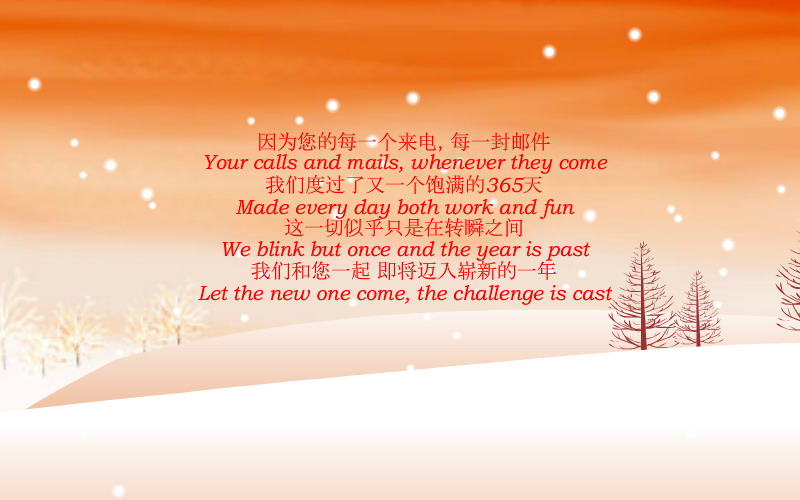 因为您的每一个来电, 每一封邮件
Your calls and mails, whenever they come
我们度过了又一个饱满的365天
Made every day both work and fun
这一切似乎只是在转瞬之间
We blink but once and the year is past
我们和您一起 即将迈入崭新的一年
Let the new one come, the challenge is cast